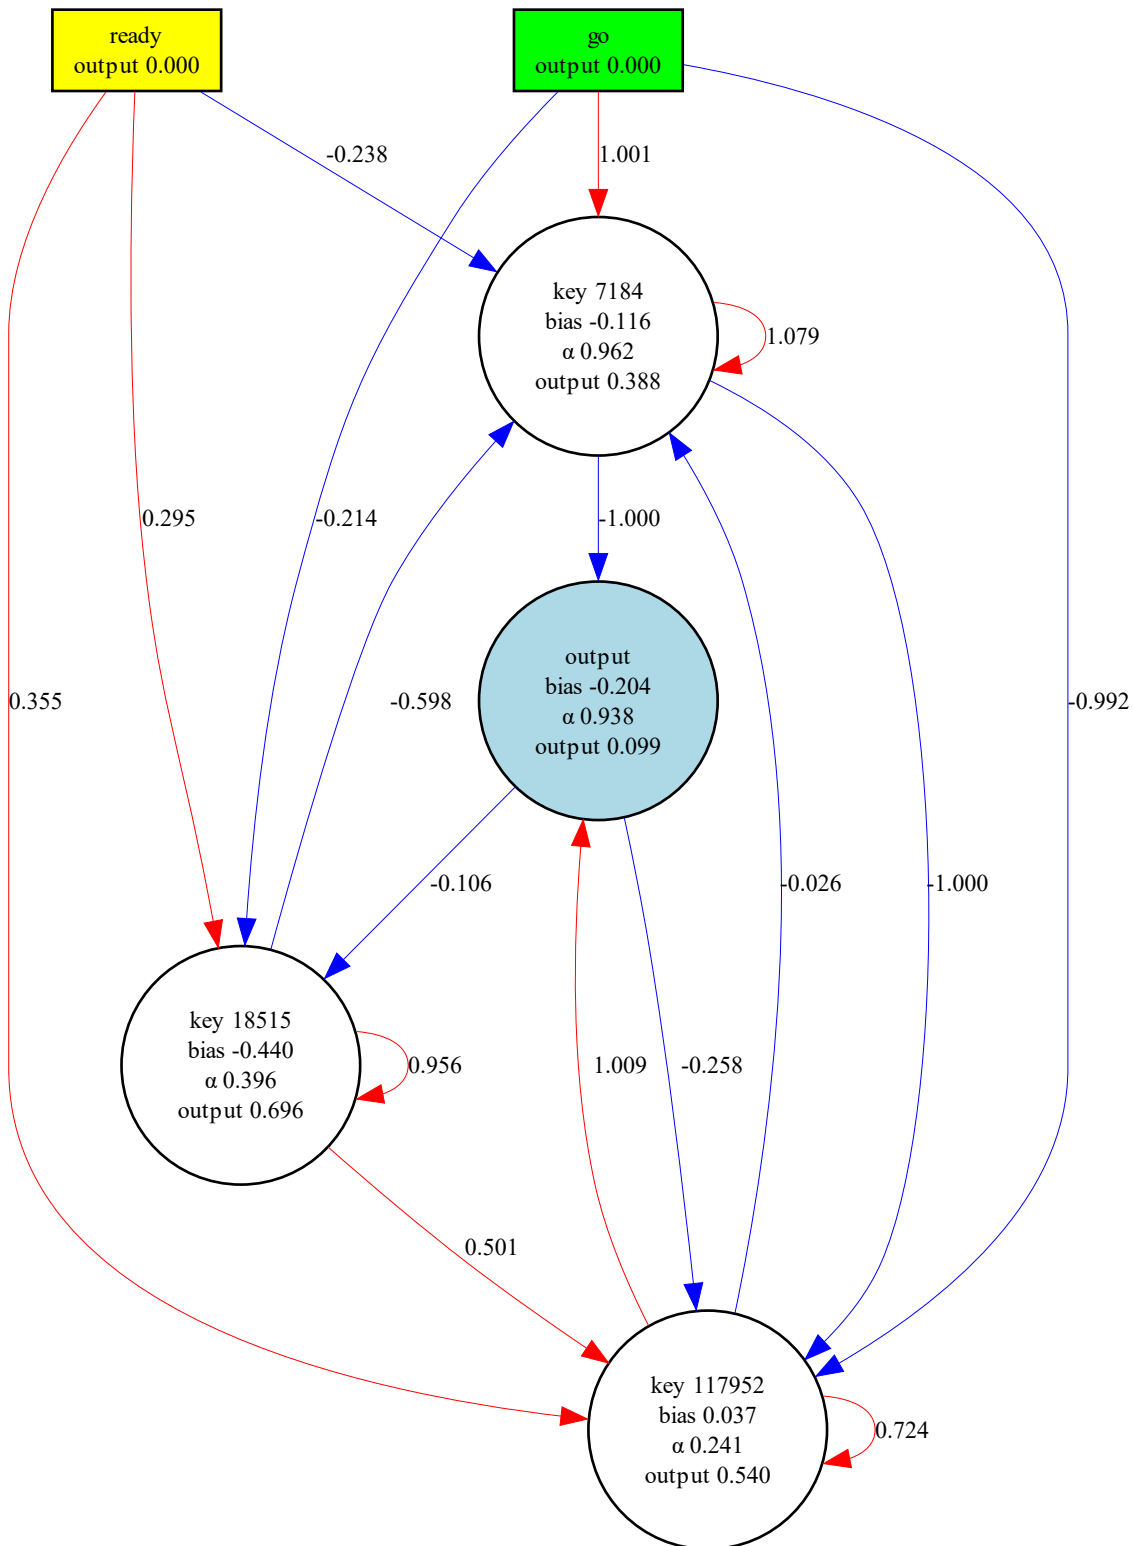 ready
output 0.000
go
output 0.000
-0.238
1.001
key 7184
bias -0.116
α 0.962
output 0.388
1.079
0.295
-0.214
-1.000
output
bias -0.204
α 0.938
output 0.099
0.355
-0.598
-0.992
-0.106
-0.026
-1.000
key 18515
bias -0.440
α 0.396
output 0.696
0.956
1.009
-0.258
0.501
key 117952
bias 0.037
α 0.241
output 0.540
0.724